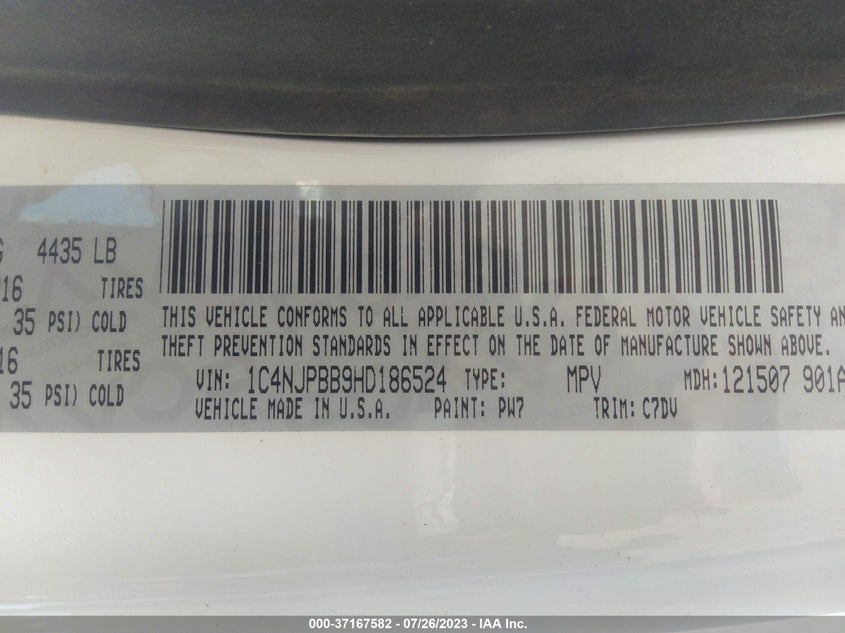 G 4435 LB
16 TIRES
35 PSI) COLD
16 TIRES
35 PSI) COLD
THIS VEHICLE CONFORMS TO ALL APPLICABLE U.S.A. FEDERAL MOTOR VEHICLE SAFETY AN
THEFT PREVENTION STANDARDS IN EFFECT ON THE DATE OF MANUFACTURE SHOWN ABOVE.
VIN: 1C4NJPBB9HD186524 TYPE: MPV MDH: 121507 901A
VEHICLE MADE IN U.S.A. PAINT: PW7 TRIM: C7DV
000-37167582 - 07/26/2023 - IAA Inc.